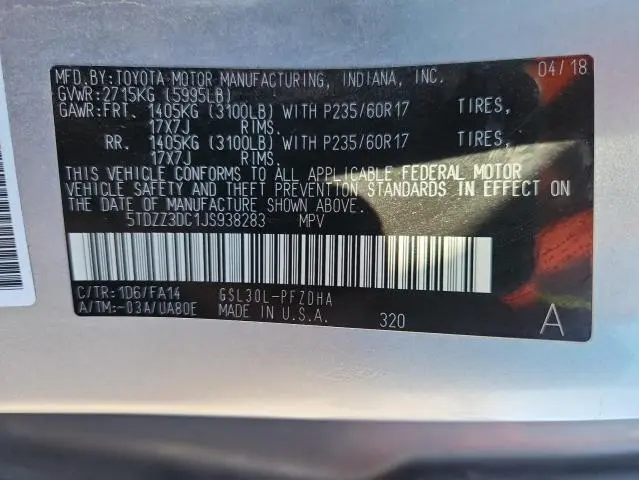 MFD.BY:TOYOTA MOTOR MANUFACTURING, INDIANA, INC. 04/18
GVWR:2715KG (5995LB)
GAWR:FRT. 1405KG (3100LB) WITH P235/60R17 TIRES,
17X7J RIMS.
RR. 1405KG (3100LB) WITH P235/60R17 TIRES,
17X7J RIMS.
THIS VEHICLE CONFORMS TO ALL APPLICABLE FEDERAL MOTOR
VEHICLE SAFETY AND THEFT PREVENTION STANDARDS IN EFFECT ON
THE DATE OF MANUFACTURE SHOWN ABOVE.
5TDZZ3DC1JS938283 MPV
C/TR:1D6/FA14 GSL30L-PFZDHA
A/TM:-03A/UA80E MADE IN U.S.A. 320 A